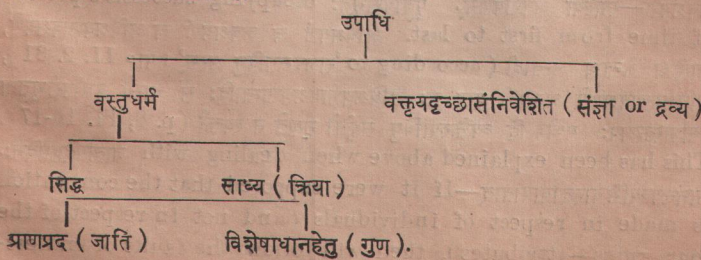 उपाधि
वस्तुधर्म वक्तृयदृच्छासंनिवेशित ( संज्ञा or द्रव्य )
सिद्ध साध्य ( क्रिया )
प्राणप्रद ( जाति ) विशेषाधानहेतु ( गुण ).